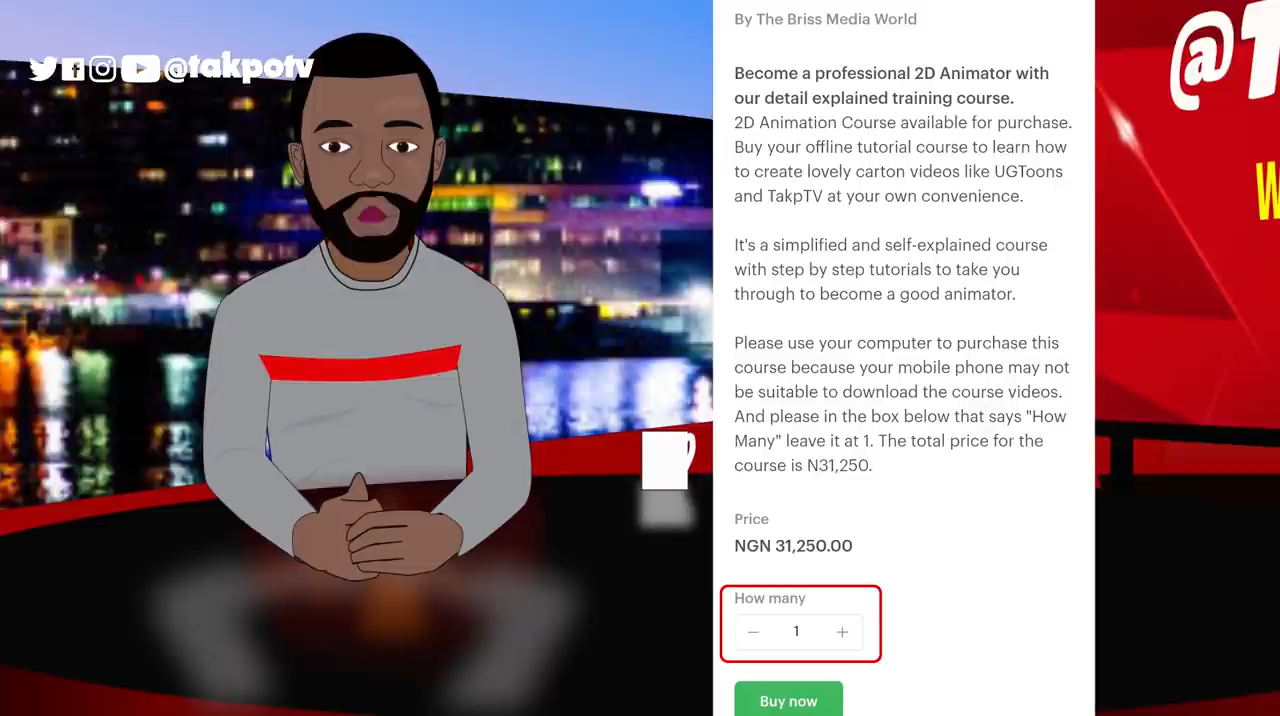 @takpotv
By The Briss Media World
Become a professional 2D Animator with
our detail explained training course.
2D Animation Course available for purchase.
Buy your offline tutorial course to learn how
to create lovely carton videos like UGToons
and TakpTV at your own convenience.
It's a simplified and self-explained course
with step by step tutorials to take you
through to become a good animator.
Please use your computer to purchase this
course because your mobile phone may not
be suitable to download the course videos.
And please in the box below that says "How
Many" leave it at 1. The total price for the
course is N31,250.
Price
NGN 31,250.00
How many
− 1 +
Buy now